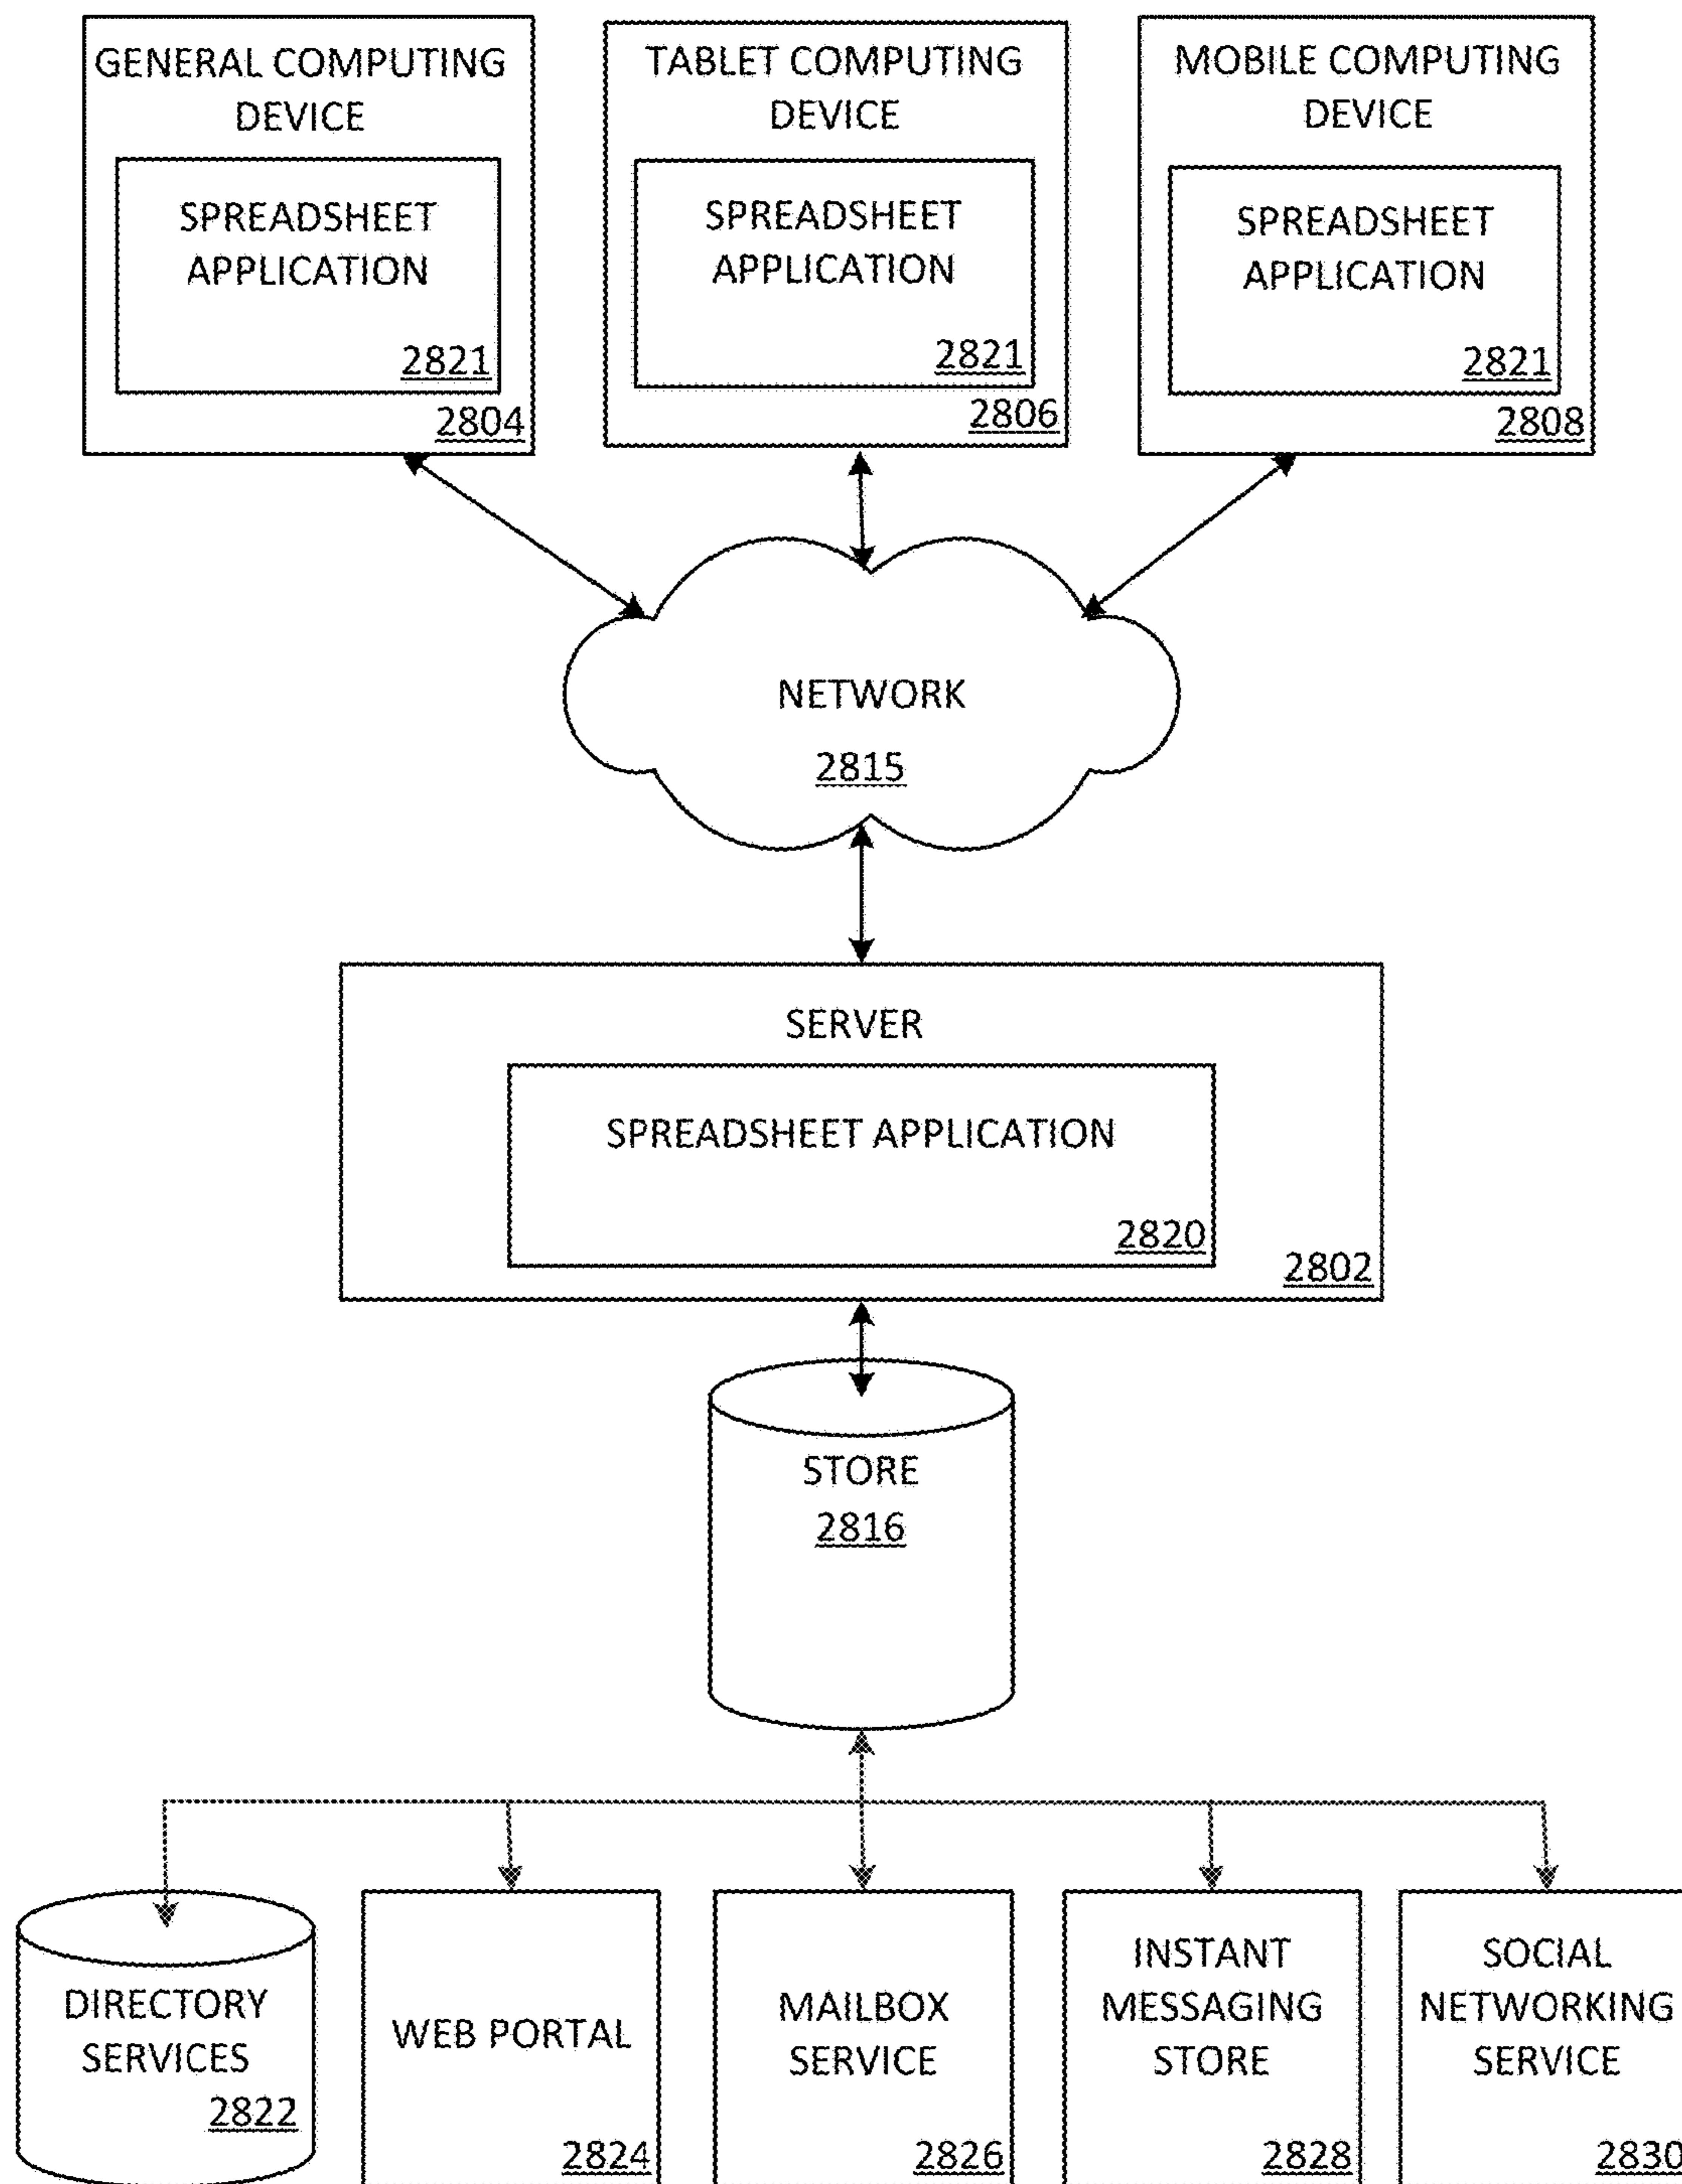 GENERAL COMPUTING
DEVICE
SPREADSHEET
APPLICATION
2821
2804
TABLET COMPUTING
DEVICE
SPREADSHEET
APPLICATION
2821
2806
MOBILE COMPUTING
DEVICE
SPREADSHEET
APPLICATION
2821
2808
NETWORK
2815
SERVER
SPREADSHEET APPLICATION
2820
2802
STORE
2816
DIRECTORY
SERVICES
2822
WEB PORTAL
2824
MAILBOX
SERVICE
2826
INSTANT
MESSAGING
STORE
2828
SOCIAL
NETWORKING
SERVICE
2830